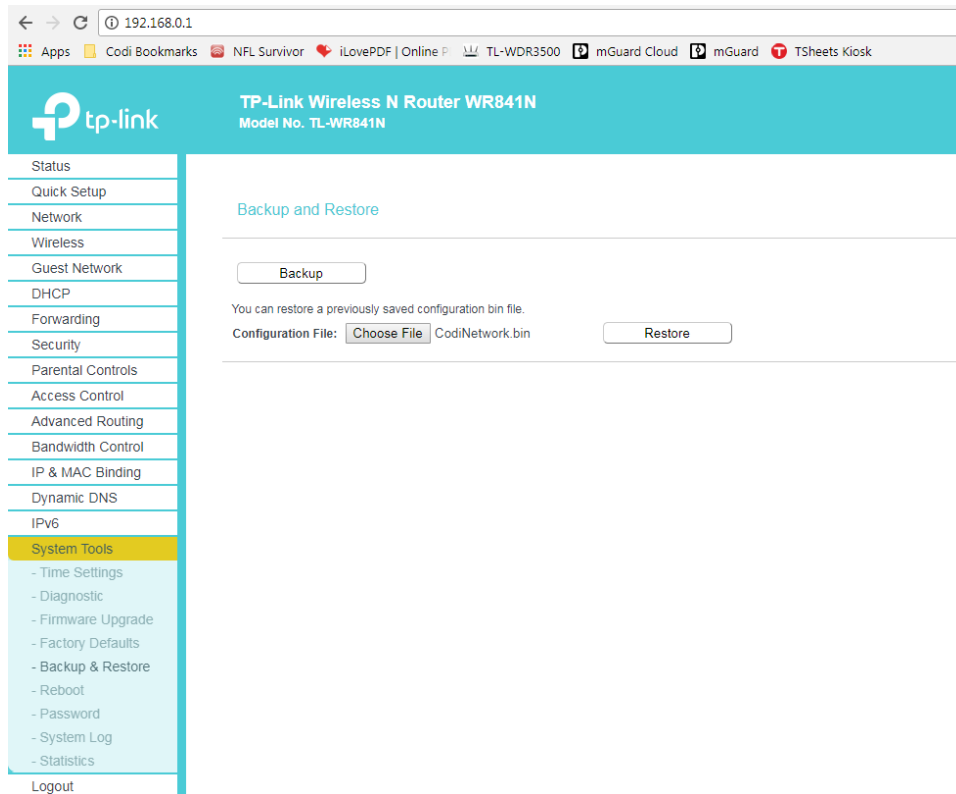 192.168.0.1
Apps Codi Bookmarks NFL Survivor iLovePDF | Online P TL-WDR3500 mGuard Cloud mGuard TSheets Kiosk
tp-link
TP-Link Wireless N Router WR841N
Model No. TL-WR841N
Status
Quick Setup
Network
Wireless
Guest Network
DHCP
Forwarding
Security
Parental Controls
Access Control
Advanced Routing
Bandwidth Control
IP & MAC Binding
Dynamic DNS
IPv6
System Tools
- Time Settings
- Diagnostic
- Firmware Upgrade
- Factory Defaults
- Backup & Restore
- Reboot
- Password
- System Log
- Statistics
Logout
Backup and Restore
Backup
You can restore a previously saved configuration bin file.
Configuration File: Choose File CodiNetwork.bin Restore